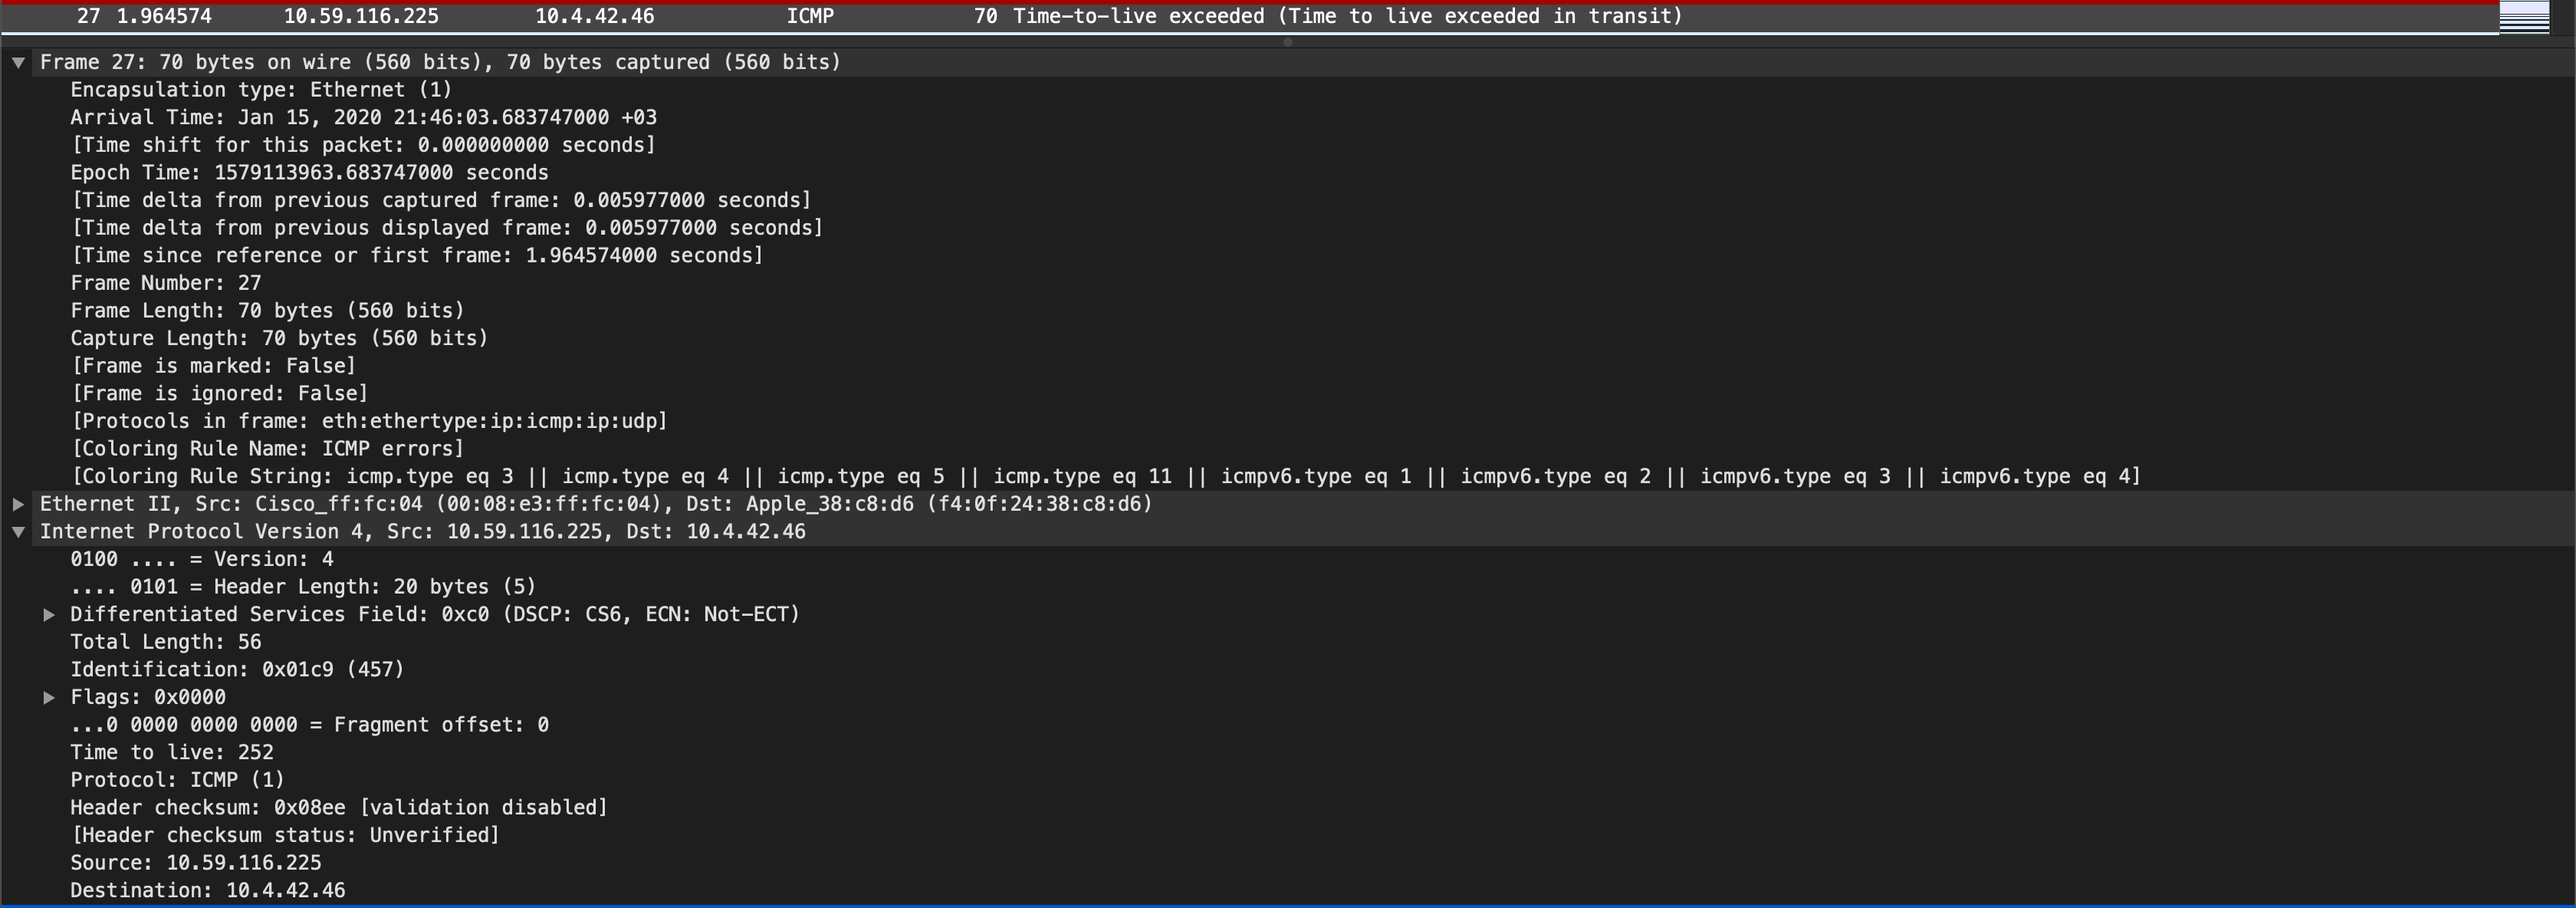 27 1.964574 10.59.116.225 10.4.42.46 ICMP 70 Time-to-live exceeded (Time to live exceeded in transit)
Frame 27: 70 bytes on wire (560 bits), 70 bytes captured (560 bits)
Encapsulation type: Ethernet (1)
Arrival Time: Jan 15, 2020 21:46:03.683747000 +03
[Time shift for this packet: 0.000000000 seconds]
Epoch Time: 1579113963.683747000 seconds
[Time delta from previous captured frame: 0.005977000 seconds]
[Time delta from previous displayed frame: 0.005977000 seconds]
[Time since reference or first frame: 1.964574000 seconds]
Frame Number: 27
Frame Length: 70 bytes (560 bits)
Capture Length: 70 bytes (560 bits)
[Frame is marked: False]
[Frame is ignored: False]
[Protocols in frame: eth:ethertype:ip:icmp:ip:udp]
[Coloring Rule Name: ICMP errors]
[Coloring Rule String: icmp.type eq 3 || icmp.type eq 4 || icmp.type eq 5 || icmp.type eq 11 || icmpv6.type eq 1 || icmpv6.type eq 2 || icmpv6.type eq 3 || icmpv6.type eq 4]
Ethernet II, Src: Cisco_ff:fc:04 (00:08:e3:ff:fc:04), Dst: Apple_38:c8:d6 (f4:0f:24:38:c8:d6)
Internet Protocol Version 4, Src: 10.59.116.225, Dst: 10.4.42.46
0100 .... = Version: 4
.... 0101 = Header Length: 20 bytes (5)
Differentiated Services Field: 0xc0 (DSCP: CS6, ECN: Not-ECT)
Total Length: 56
Identification: 0x01c9 (457)
Flags: 0x0000
...0 0000 0000 0000 = Fragment offset: 0
Time to live: 252
Protocol: ICMP (1)
Header checksum: 0x08ee [validation disabled]
[Header checksum status: Unverified]
Source: 10.59.116.225
Destination: 10.4.42.46